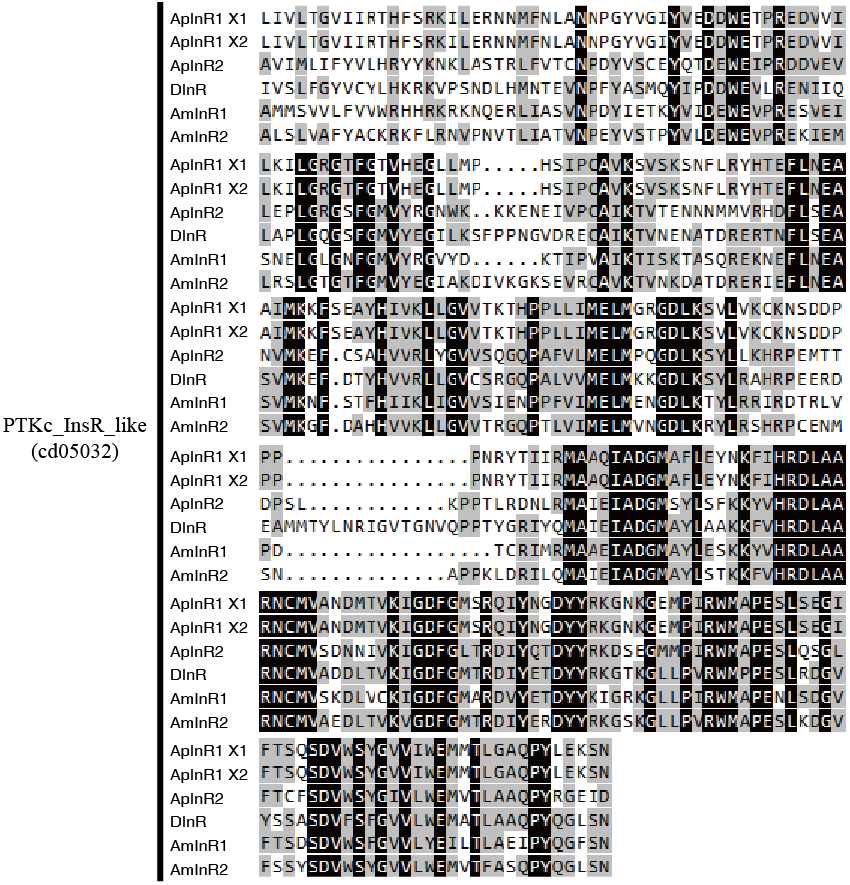 ApInR1 X1 LIVLTGVIIRTHFSRKILERNNMFNLANNPGYVGIYVEDDWETPREDVVI
ApInR1 X2 LIVLTGVIIRTHFSRKILERNNMFNLANNPGYVGIYVEDDWETPREDVVI
ApInR2 AVIMLIFYVLHRYYKNKLASTRLFVTCNPDYVSCEYQTDEWEIPRDDVEV
DInR IVSLFGYVCYLHKRKVPSNDLHMNTEVNPFYASMQYIPDDWEVLRENIIQ
AmInR1 AMMSVVLFVVWRHHRKRKNQERLIASVNPDYIETKYVIDEWEVPRESVEI
AmInR2 ALSLVAFYACKRKFLRNVPNVTLIATVNPEYVSTPYVLDEWEVPREKIEM
ApInR1 X1 LKILGRGTFGTVHEGLLMP.....HSIPCAVKSVSKSNFLRYHTEFLNEA
ApInR1 X2 LKILGRGTFGTVHEGLLMP.....HSIPCAVKSVSKSNFLRYHTEFLNEA
ApInR2 LEPLGRGSFGMVYRGNWK..KKENEIVPCAIKTVTENNNMMVRHDFLSEA
DInR LAPLGQGSFGMVYEGILKSFPPNGVDRECAIKTVNENATDRERTNFLNEA
AmInR1 SNELGLGNFGMVYRGVYD......KTIPVAIKTISKTASQREKNEFLNEA
AmInR2 LRSLGTGTFGMVYEGIAKDIVKGKSEVRCAVKTVNKDATDRERIEFLNEA
ApInR1 X1 AIMKKFSEAYHIVKLLGVVTKTHPPLLIMELMGRGDLKSVLVKCKNSDDP
ApInR1 X2 AIMKKFSEAYHIVKLLGVVTKTHPPLLIMELMGRGDLKSVLVKCKNSDDP
ApInR2 NVMKEF.CSAHVVRLYGVVSQGQPAFVLMELMPQGDLKSYLLKHRPEMTT
DInR SVMKEF.DTYHVVRLLGVCSRGQPALVVMELMKKGDLKSYLRAHRPEERD
AmInR1 SVMKNF.STFHIIKLIGVVSIENPPFVIMELMENGDLKTYLRRIRDTRLV
AmInR2 SVMKGF.DAHHVVKLLGVVTRGQPTLVIMELMVNGDLKRYLRSHRPCENM
PTKc_InsR_like
(cd05032)
ApInR1 X1 PP................PNRYTIIRMAAQIADGMAFLEYNKFIHRDLAA
ApInR1 X2 PP................PNRYTIIRMAAQIADGMAFLEYNKFIHRDLAA
ApInR2 DPSL............KPPTLRDNLRMAIEIADGMSYLSFKKYVHRDLAA
DInR EAMMTYLNRIGVTGNVQPPTYGRIYQMAIEIADGMAYLAAKKFVHRDLAA
AmInR1 PD..................TCRIMRMAAEIADGMAYLESKKYVHRDLAA
AmInR2 SN..............APPKLDRILQMAIEIADGMAYLSTKKFVHRDLAA
ApInR1 X1 RNCMVANDMTVKIGDFGMSRQIYNGDYYRKGNKGEMPIRWMAPESLSEGI
ApInR1 X2 RNCMVANDMTVKIGDFGMSRQIYNGDYYRKGNKGEMPIRWMAPESLSEGI
ApInR2 RNCMVSDNNIVKIGDFGLTRDIYQTDYYRKDSEGMMPIRWMAPESLQSGL
DInR RNCMVADDLTVKIGDFGMTRDIYETDYYRKGTKGLLPVRWMPPESLRDGV
AmInR1 RNCMVSKDLVCKIGDFGMARDVYETDYYKIGRKGLLPVRWMAPENLSDGV
AmInR2 RNCMVAEDLTVKVGDFGMTRDIYERDYYRKGSKGLLPVRWMAPESLKDGV
ApInR1 X1 FTSQSDVWSYGVVIWEMMTLGAQPYLEKSN
ApInR1 X2 FTSQSDVWSYGVVIWEMMTLGAQPYLEKSN
ApInR2 FTCFSDVWSYGIVLWEMVTLAAQPYRGEID
DInR YSSASDVFSFGVVLWEMATLAAQPYQGLSN
AmInR1 FTSDSDVWSFGVVLYEILTLAEIPYQGFSN
AmInR2 FSSYSDVWSYGVVLWEMVTFASQPYQGLSN